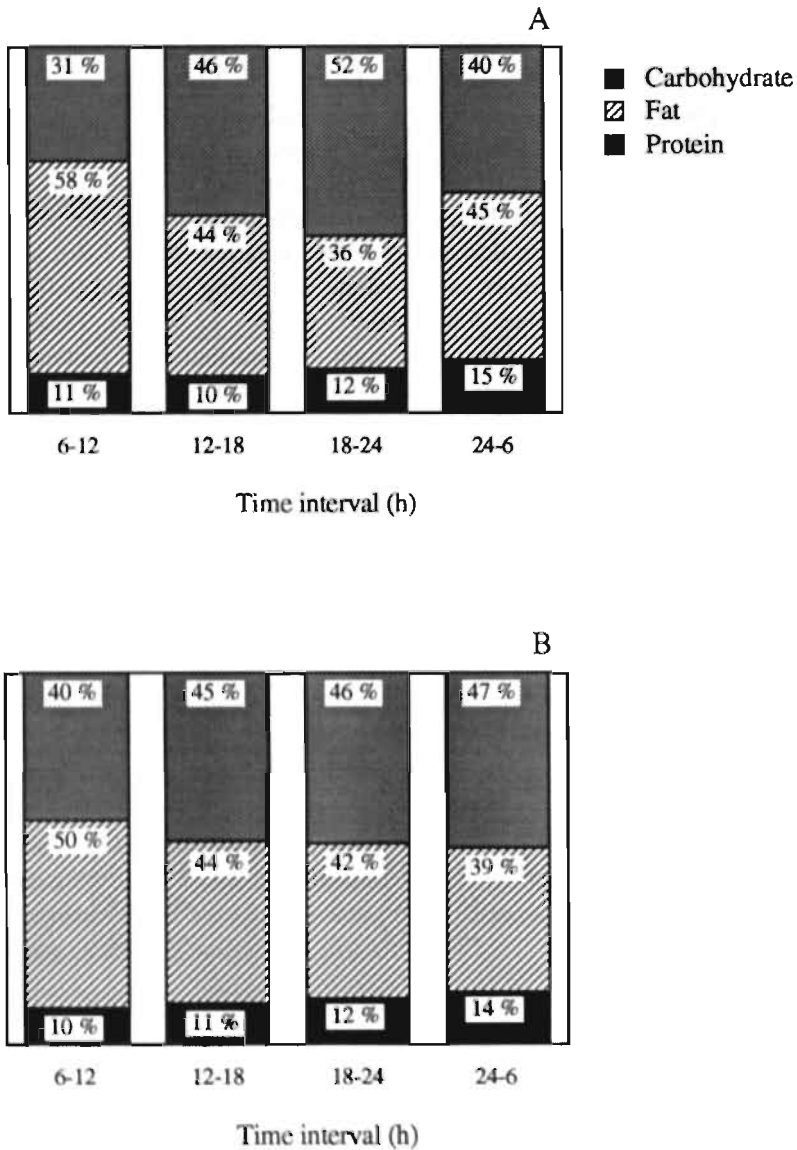 A
31 % 46 % 52 % 40 %
Carbohydrate
Fat
Protein
58 % 44 % 36 % 45 %
11 % 10 % 12 % 15 %
6-12 12-18 18-24 24-6
Time interval (h)
B
40 % 45 % 46 % 47 %
50 % 44 % 42 % 39 %
10 % 11 % 12 % 14 %
6-12 12-18 18-24 24-6
Time interval (h)